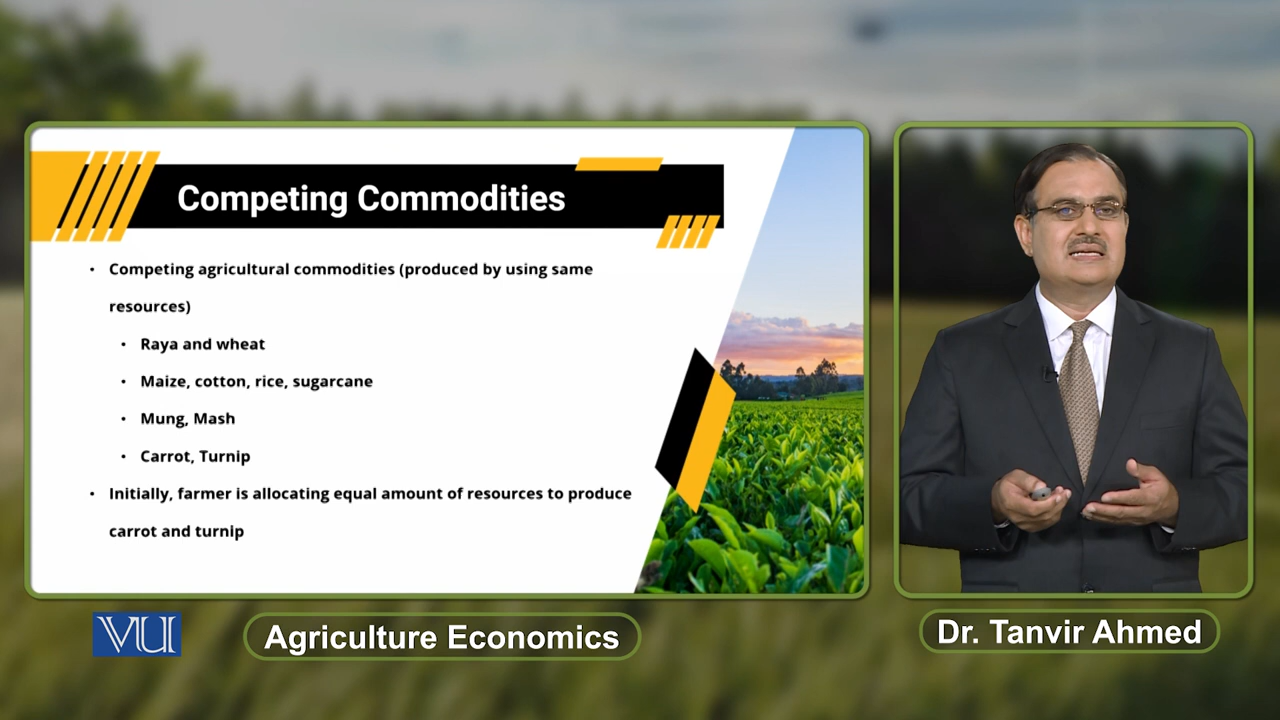 Competing Commodities
• Competing agricultural commodities (produced by using same
resources)
• Raya and wheat
• Maize, cotton, rice, sugarcane
• Mung, Mash
• Carrot, Turnip
• Initially, farmer is allocating equal amount of resources to produce
carrot and turnip
VU
Agriculture Economics
Dr. Tanvir Ahmed